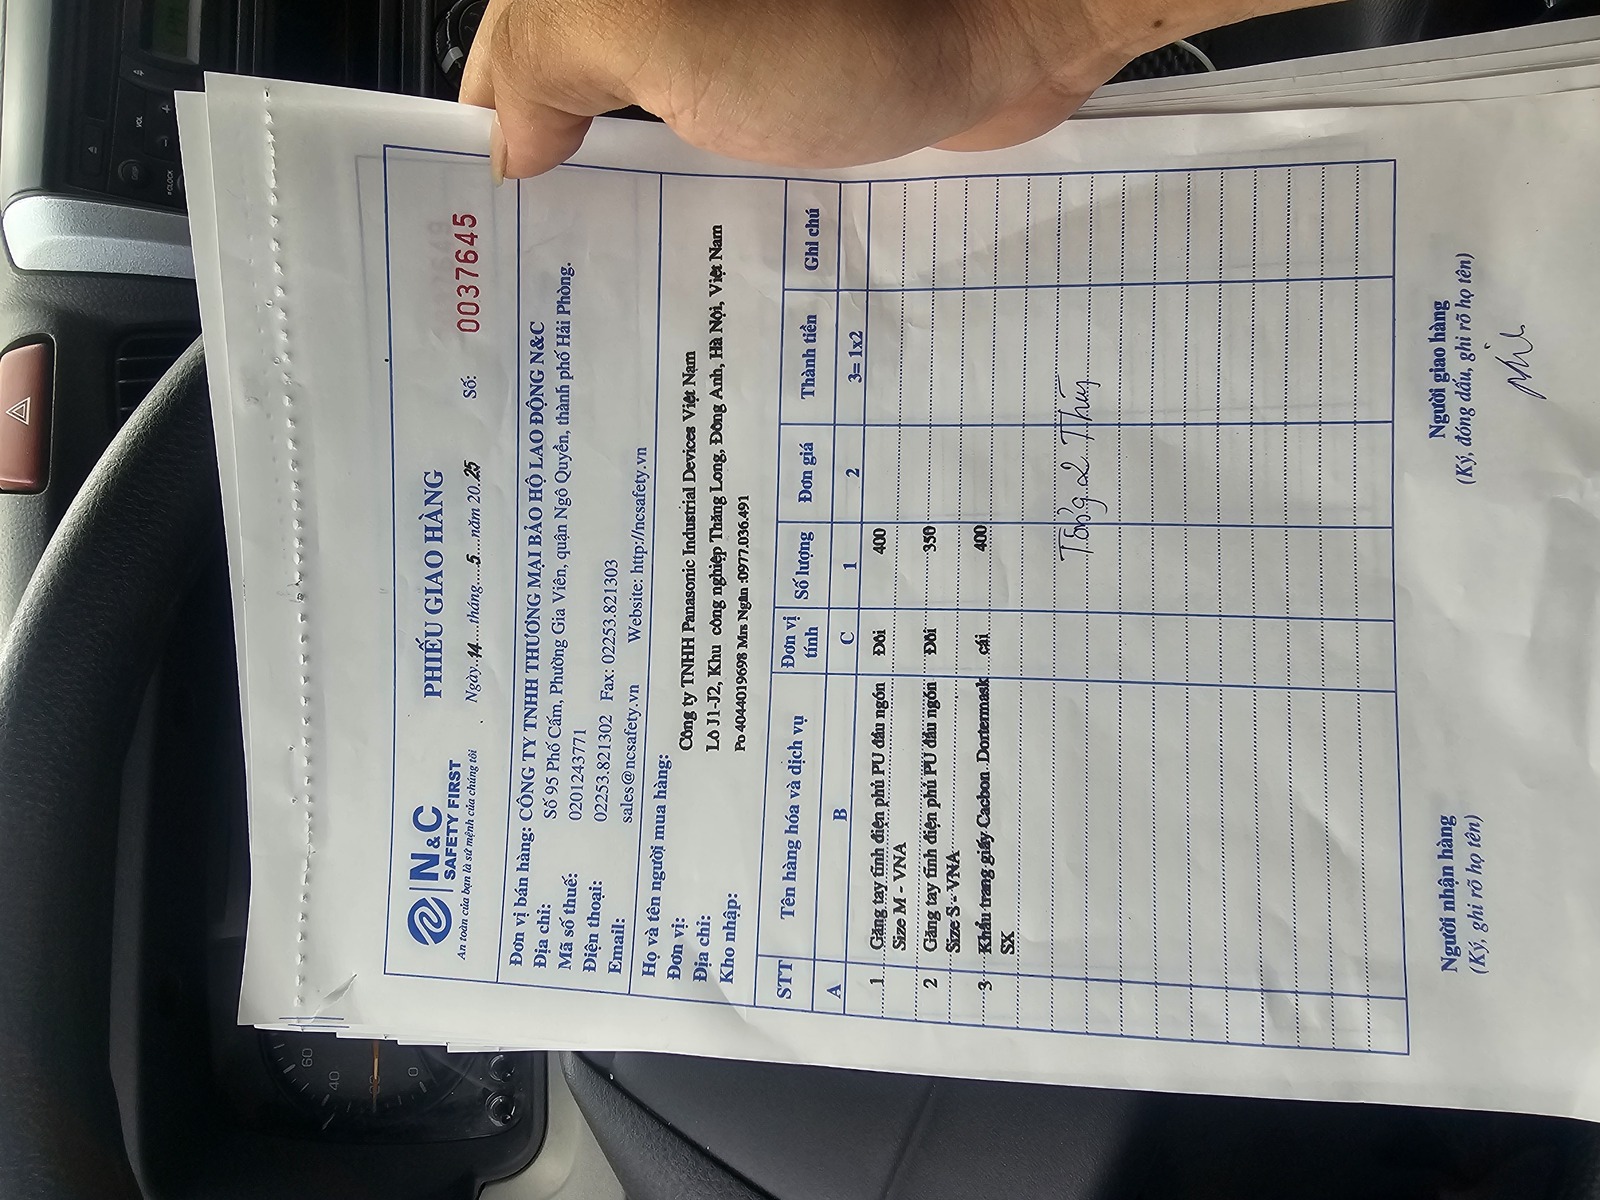 N&C
SAFETY FIRST
An toàn của bạn là sứ mệnh của chúng tôi
PHIẾU GIAO HÀNG
Ngày 14 tháng 5 năm 2025 Số: 0037645
Đơn vị bán hàng: CÔNG TY TNHH THƯƠNG MẠI BẢO HỘ LAO ĐỘNG N&C
Địa chỉ: Số 95 Phố Cấm, Phường Gia Viên, quận Ngô Quyền, thành phố Hải Phòng.
Mã số thuế: 0201243771
Điện thoại: 02253.821302 Fax: 02253.821303
Email: sales@ncsafety.vn Website: http://ncsafety.vn
Họ và tên người mua hàng:
Đơn vị: Công ty TNHH Panasonic Industrial Devices Việt Nam
Địa chỉ: Lô J1-J2, Khu công nghiệp Thăng Long, Đông Anh, Hà Nội, Việt Nam
Kho nhập: Po 4044019698 Mrs Ngân :0977.036.491
STT Tên hàng hóa và dịch vụ Đơn vị tính Số lượng Đơn giá Thành tiền Ghi chú
A B C 1 2 3= 1x2
1 Găng tay tĩnh điện phủ PU đầu ngón Đôi 400
Size M - VNA
2 Găng tay tĩnh điện phủ PU đầu ngón Đôi 350
Size S - VNA
3 Khẩu trang giấy Cacbon Dortermask cái 400
SX
Tổng 2 Thùng
Người nhận hàng Người giao hàng
(Ký, ghi rõ họ tên) (Ký, đóng dấu, ghi rõ họ tên)
VOL
CLOCK
60
40
20
0